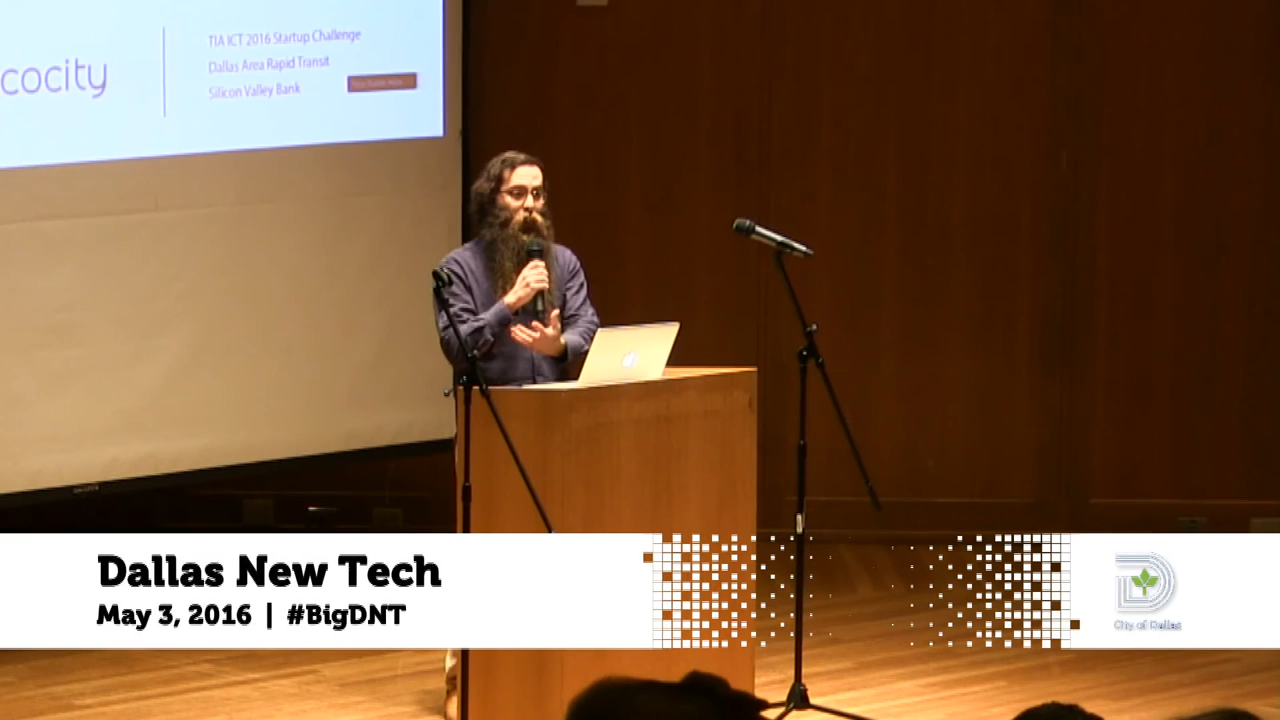 cocity
TIA ICT 2016 Startup Challenge
Dallas Area Rapid Transit
Silicon Valley Bank
Dallas New Tech
May 3, 2016 | #BigDNT
City of Dallas